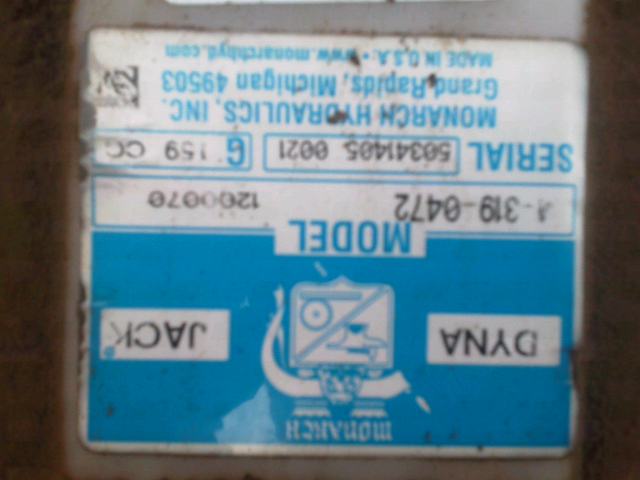 MONARCH
DYNA JACK
MODEL
-319-0472 1200070
SERIAL 50341405 0021 G 159 CC
MONARCH HYDRAULICS, INC.
Grand Rapids, Michigan 49503
MADE IN U.S.A. • www.monarchhyd.com